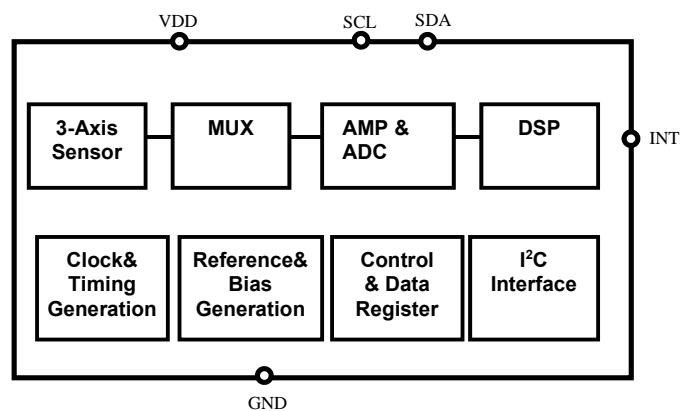 VDD
SCL
SDA
3-Axis
Sensor
MUX
AMP &
ADC
DSP
INT
Clock&
Timing
Generation
Reference&
Bias
Generation
Control
& Data
Register
I²C
Interface
GND